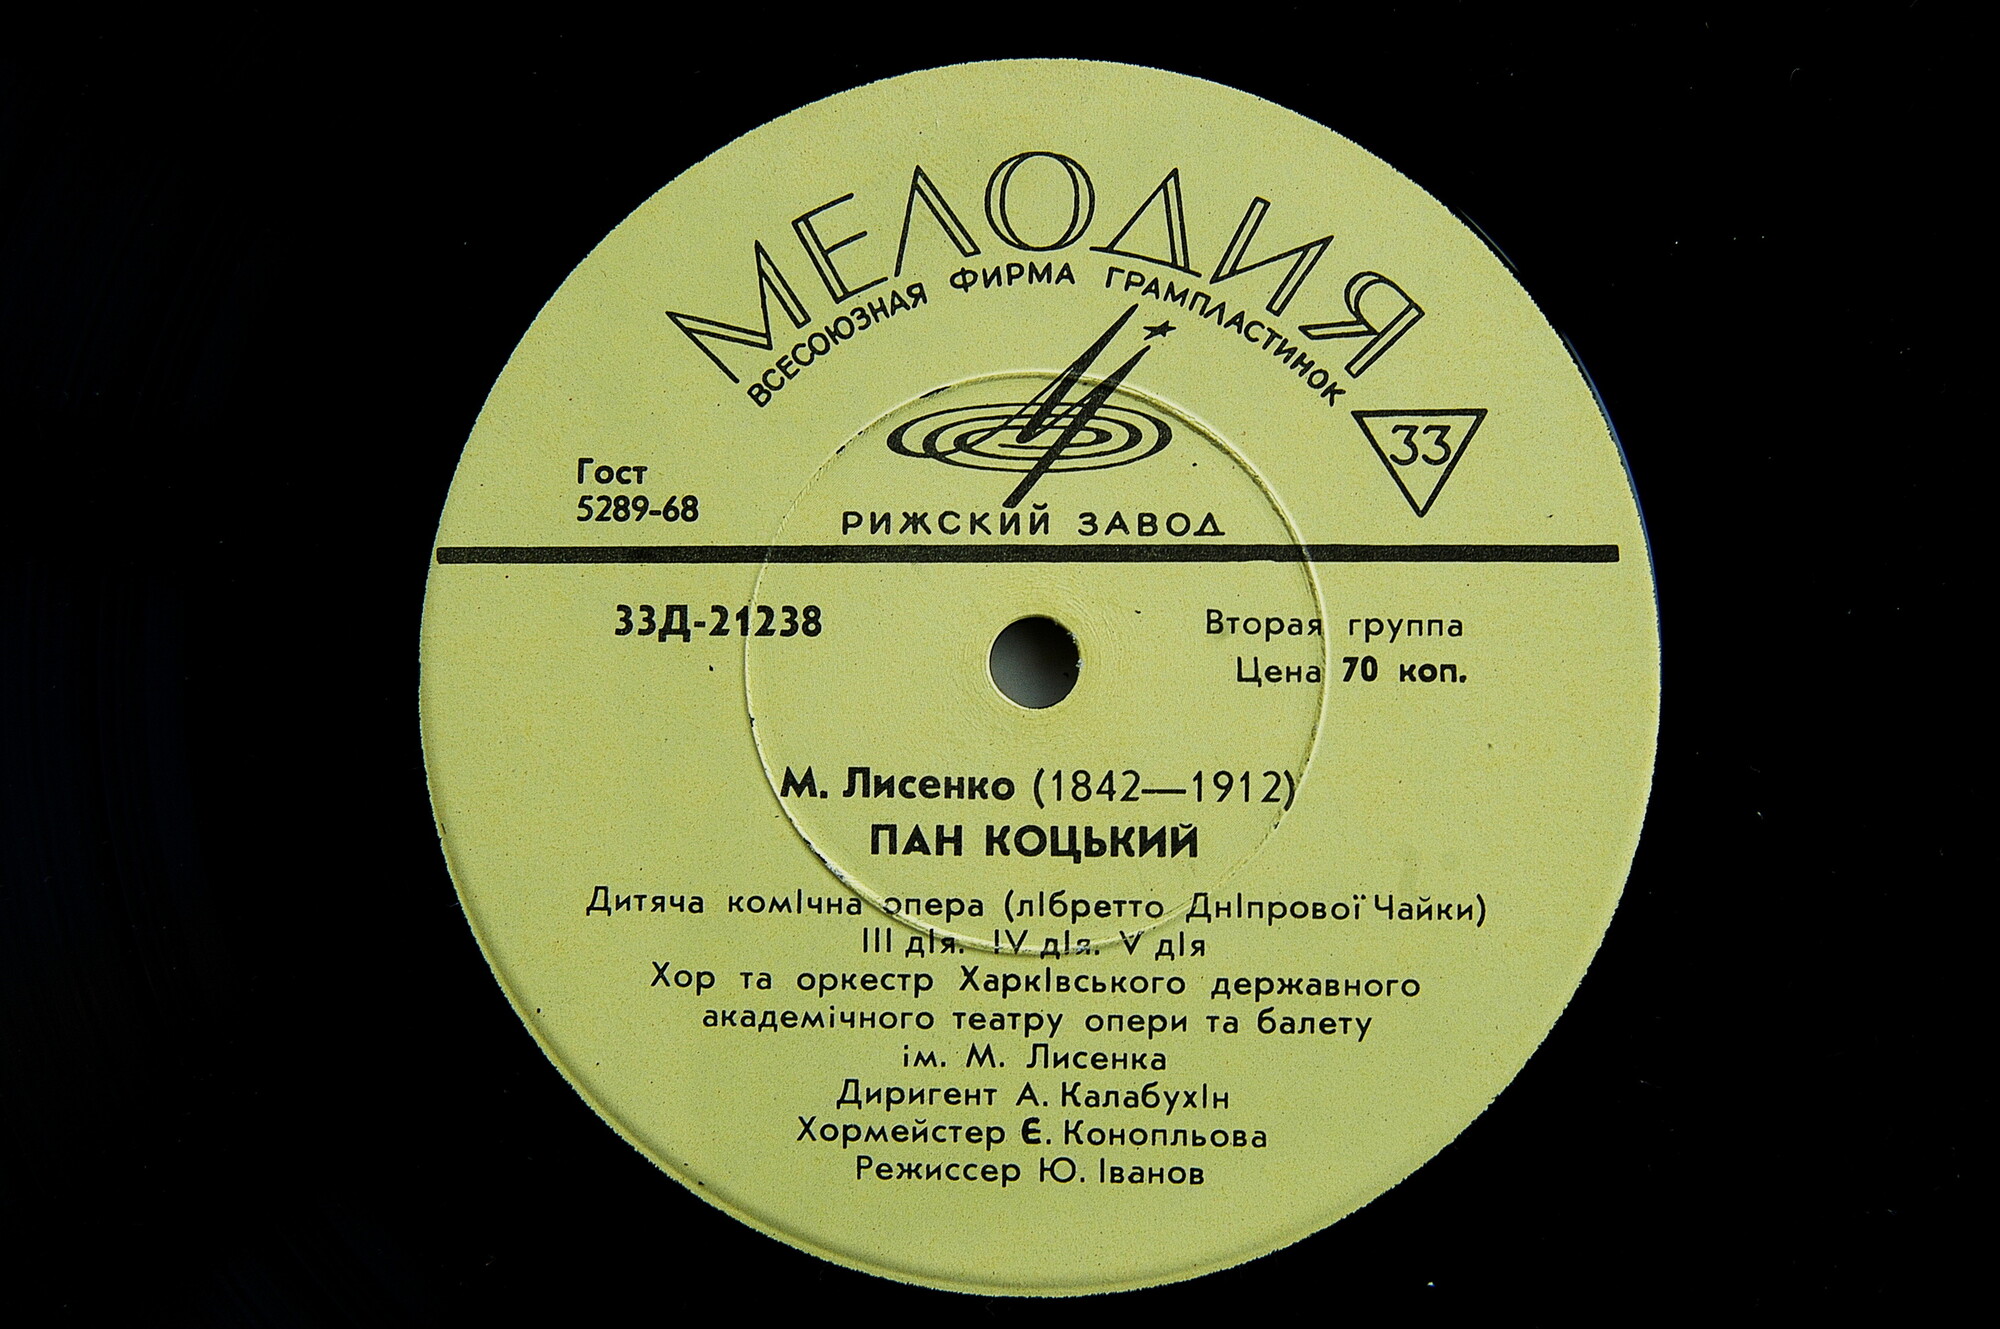 МЕЛОДИЯ
ВСЕСОЮЗНАЯ ФИРМА ГРАМПЛАСТИНОК
33
Гост
5289-68
РИЖСКИЙ ЗАВОД
33Д-21238
Вторая группа
Цена 70 коп.
М. Лисенко (1842—1912)
ПАН КОЦЬКИЙ
Дитяча комічна опера (лібретто Дніпрової Чайки)
III дія. IV дія. V дія
Хор та оркестр Харківського державного
академічного театру опери та балету
ім. М. Лисенка
Диригент А. Калабухін
Хормейстер Є. Конопльова
Режиссер Ю. Іванов